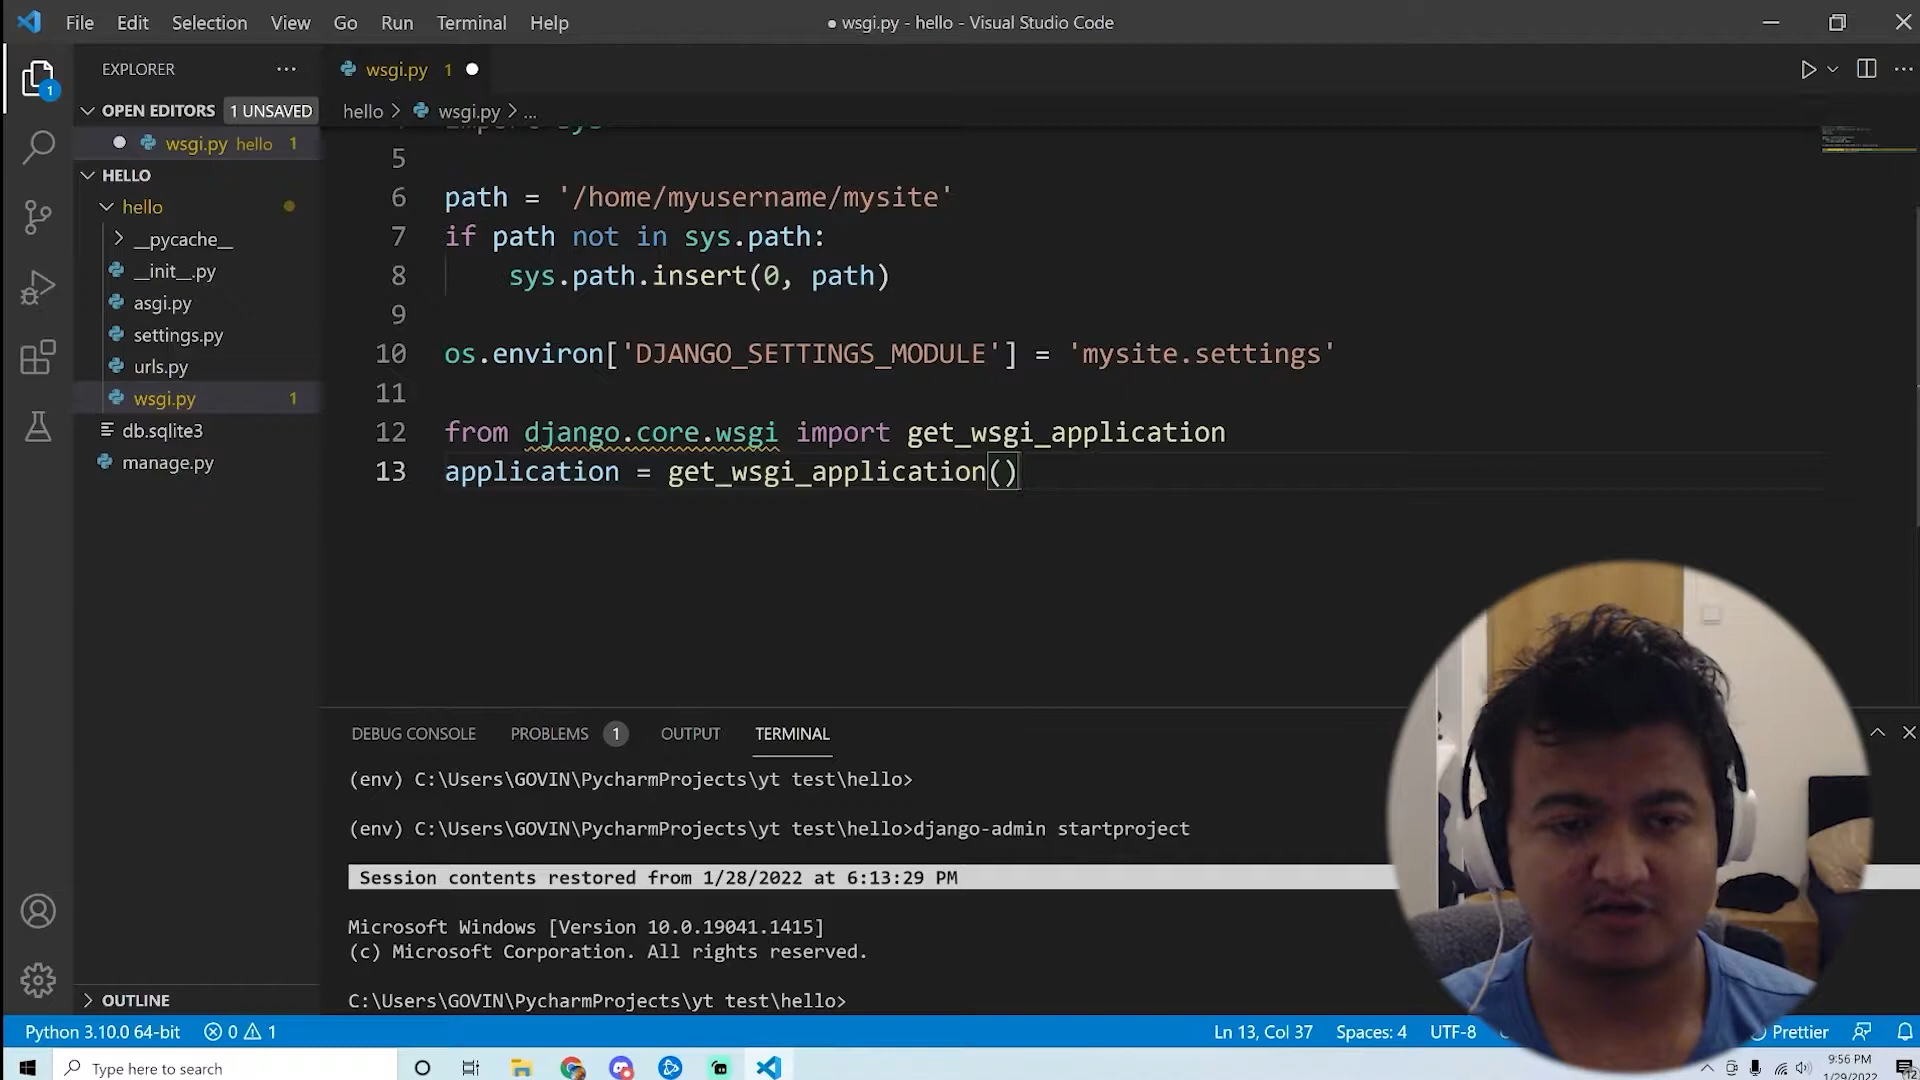 File Edit Selection View Go Run Terminal Help
● wsgi.py - hello - Visual Studio Code
EXPLORER
wsgi.py 1
OPEN EDITORS 1 UNSAVED
hello > wsgi.py > ...
wsgi.py hello 1
HELLO
hello
__pycache__
__init__.py
asgi.py
settings.py
urls.py
wsgi.py 1
db.sqlite3
manage.py
OUTLINE
import sys
5
6 path = '/home/myusername/mysite'
7 if path not in sys.path:
8 sys.path.insert(0, path)
9
10 os.environ['DJANGO_SETTINGS_MODULE'] = 'mysite.settings'
11
12 from django.core.wsgi import get_wsgi_application
13 application = get_wsgi_application()
DEBUG CONSOLE PROBLEMS 1 OUTPUT TERMINAL
(env) C:\Users\GOVIN\PycharmProjects\yt test\hello>
(env) C:\Users\GOVIN\PycharmProjects\yt test\hello>django-admin startproject
Session contents restored from 1/28/2022 at 6:13:29 PM
Microsoft Windows [Version 10.0.19041.1415]
(c) Microsoft Corporation. All rights reserved.
C:\Users\GOVIN\PycharmProjects\yt test\hello>
Python 3.10.0 64-bit 0 1 Ln 13, Col 37 Spaces: 4 UTF-8 Prettier
Type here to search
9:56 PM
1/29/2022
12